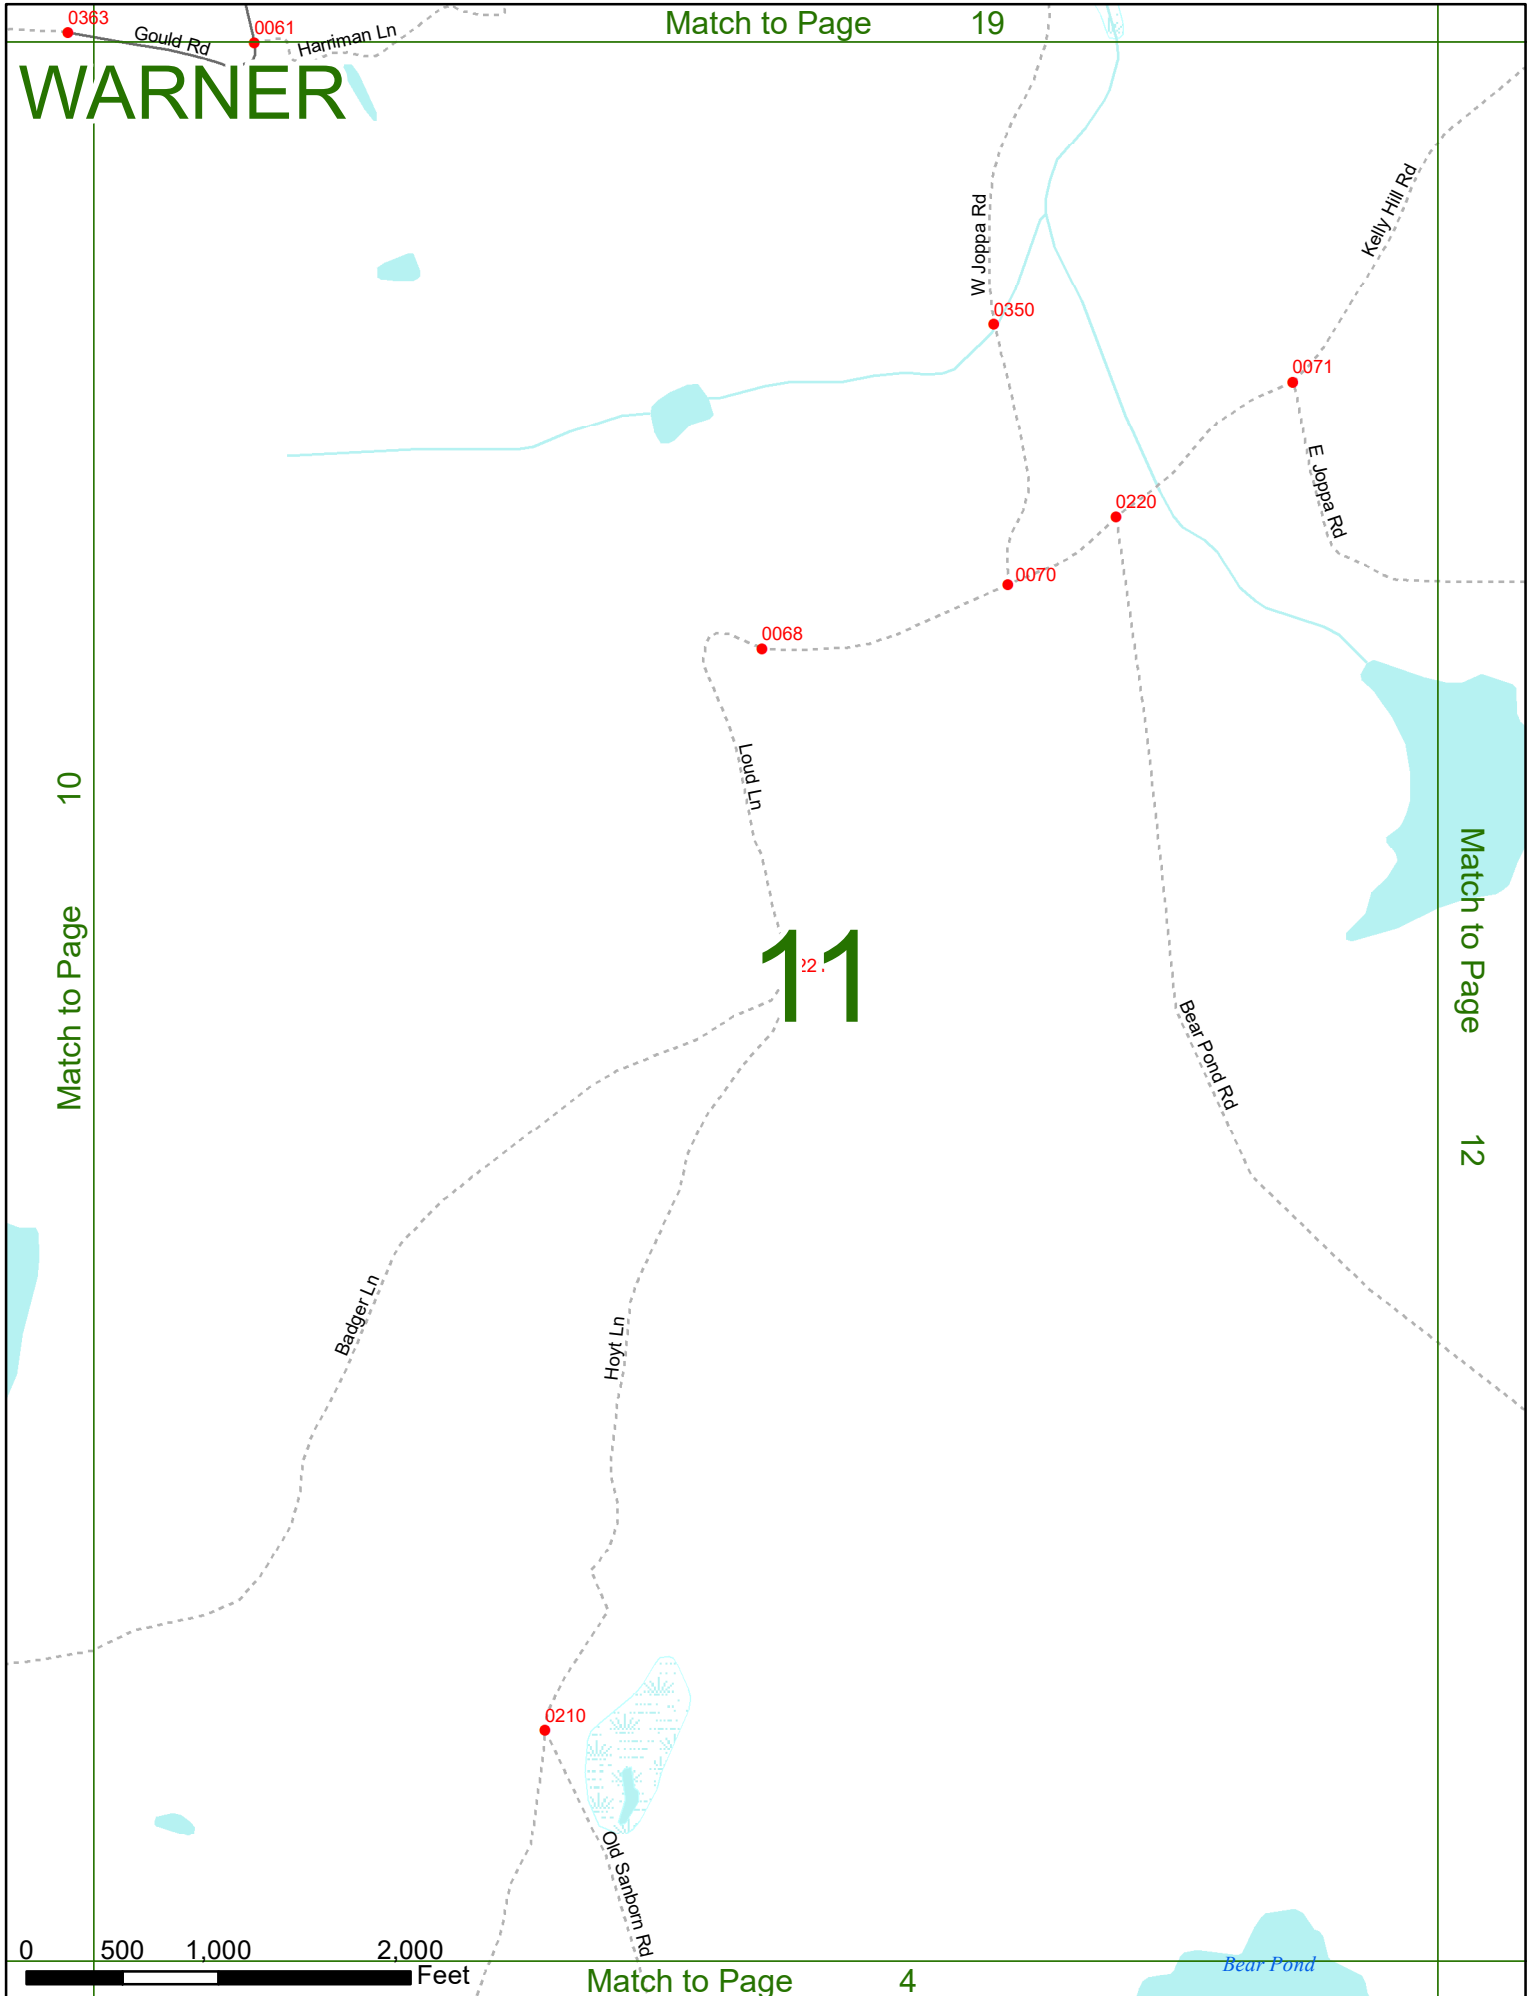 0363
Gould Rd
0061
Harriman Ln
Match to Page 19
WARNER
W Joppa Rd
Kelly Hill Rd
0350
0071
E Joppa Rd
0220
0070
0068
Loud Ln
Match to Page 10
11
Match to Page 12
Bear Pond Rd
Badger Ln
Hoyt Ln
0210
Old Sanborn Rd
0 500 1,000 2,000
Feet
Match to Page 4
Bear Pond